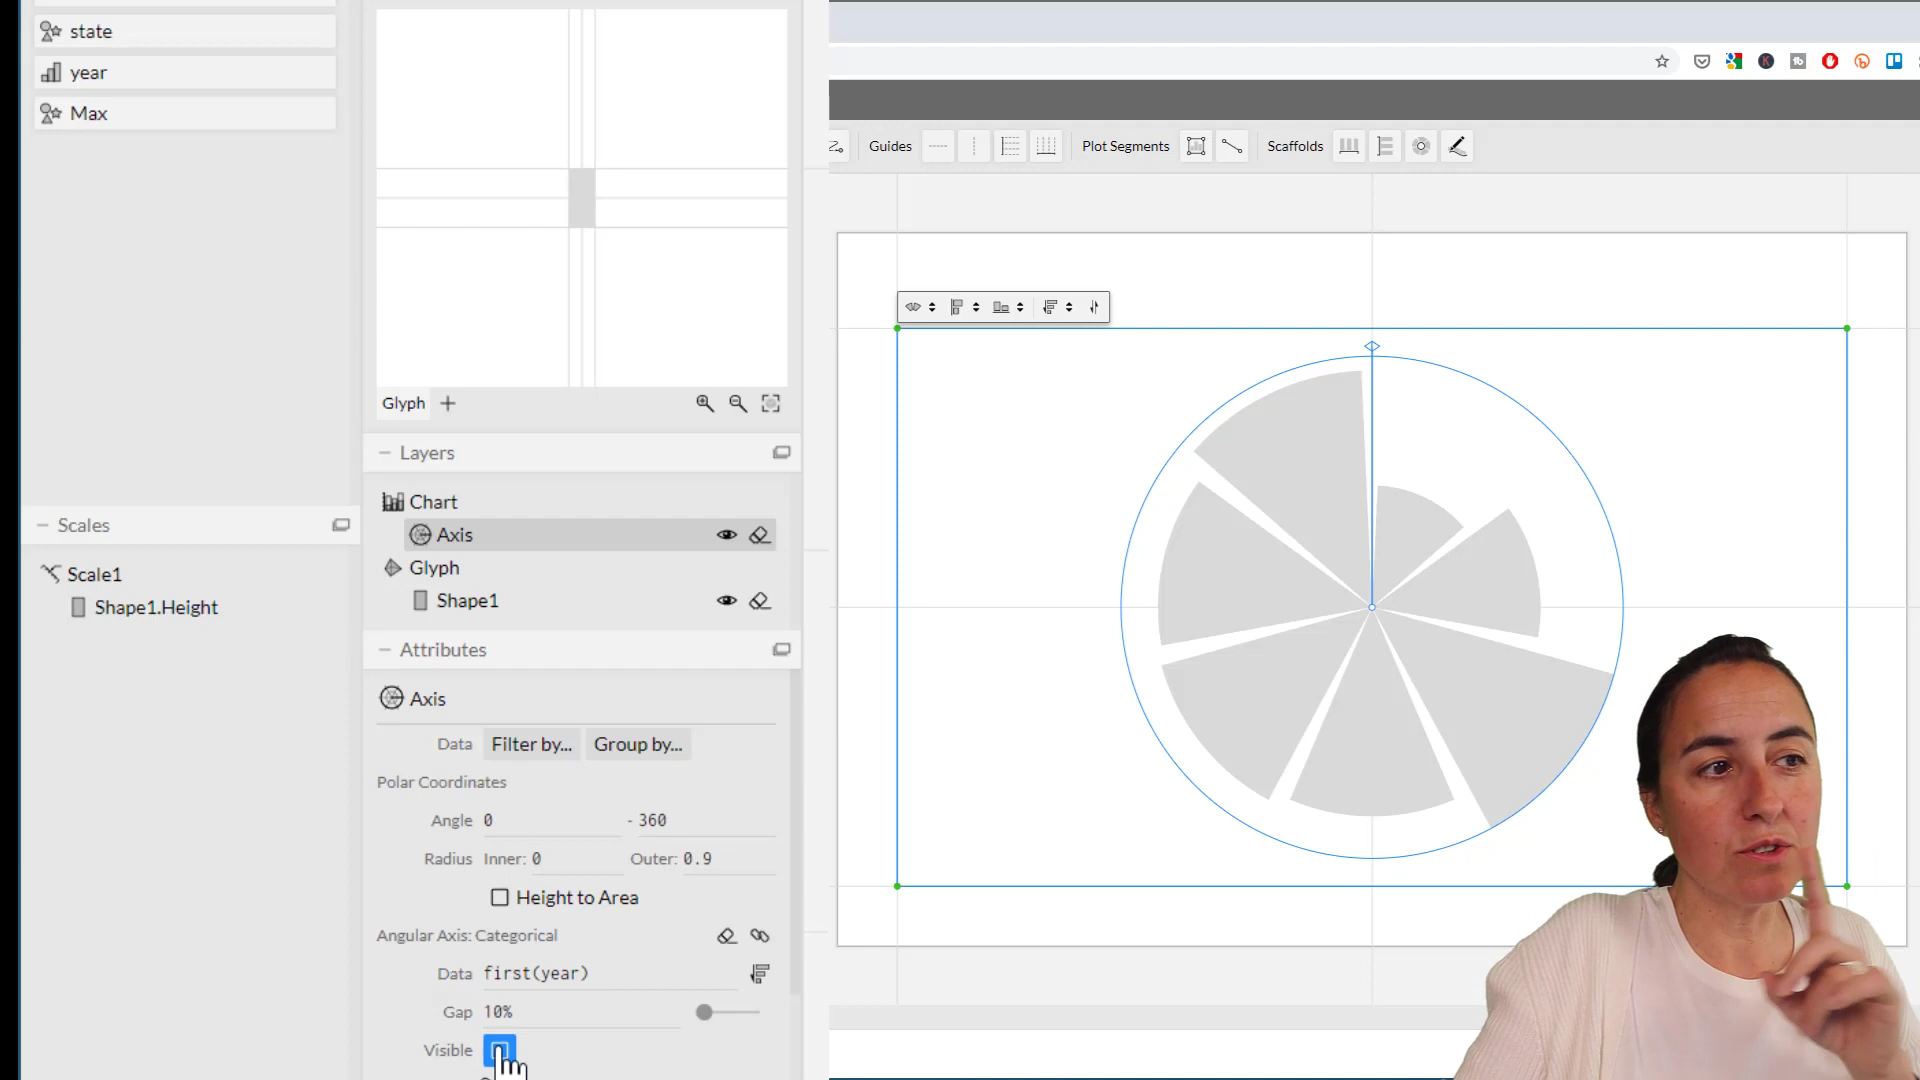 state
year
Max
Scales
Scale1
Shape1.Height
Glyph
Layers
Chart
Axis
Glyph
Shape1
Attributes
Axis
Data Filter by... Group by...
Polar Coordinates
Angle 0 - 360
Radius Inner: 0 Outer: 0.9
Height to Area
Angular Axis: Categorical
Data first(year)
Gap 10%
Visible
Guides Plot Segments Scaffolds